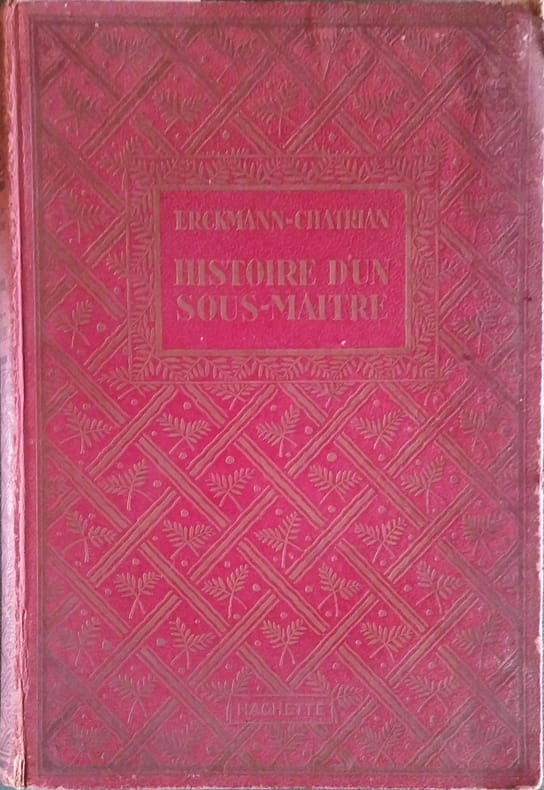 ERCKMANN-CHATRIAN
HISTOIRE D'UN
SOUS-MAITRE
HACHETTE